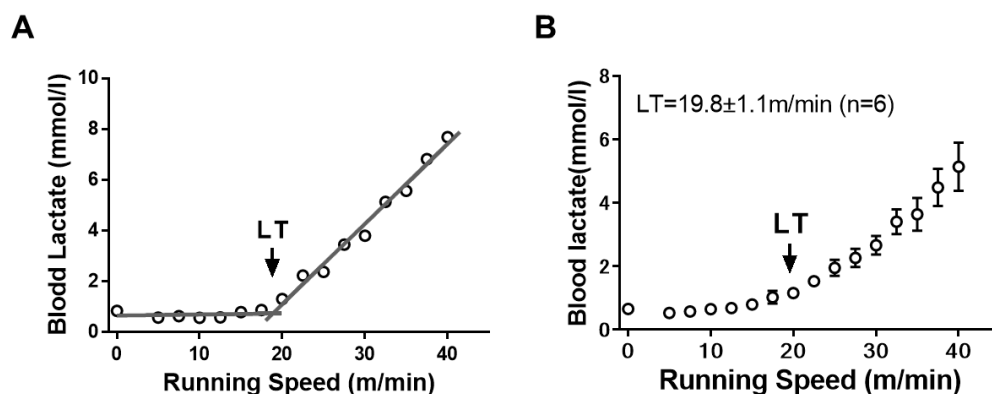 A
Blodd Lactate (mmol/l)
10
8
6
4
2
0
LT
0 10 20 30 40
Running Speed (m/min)
B
Blood lactate(mmol/l)
8
6
4
2
0
LT=19.8±1.1m/min (n=6)
LT
0 10 20 30 40
Running Speed (m/min)